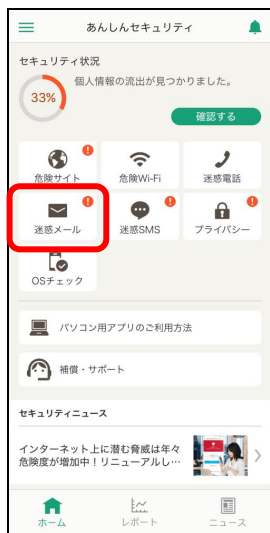 あんしんセキュリティ
セキュリティ状況
33%
個人情報の流出が見つかりました。
確認する
危険サイト
危険Wi-Fi
迷惑電話
迷惑メール
迷惑SMS
プライバシー
OSチェック
パソコン用アプリのご利用方法
補償・サポート
セキュリティニュース
インターネット上に潜む脅威は年々
危険度が増加中！リニューアルし…
ホーム
レポート
ニュース